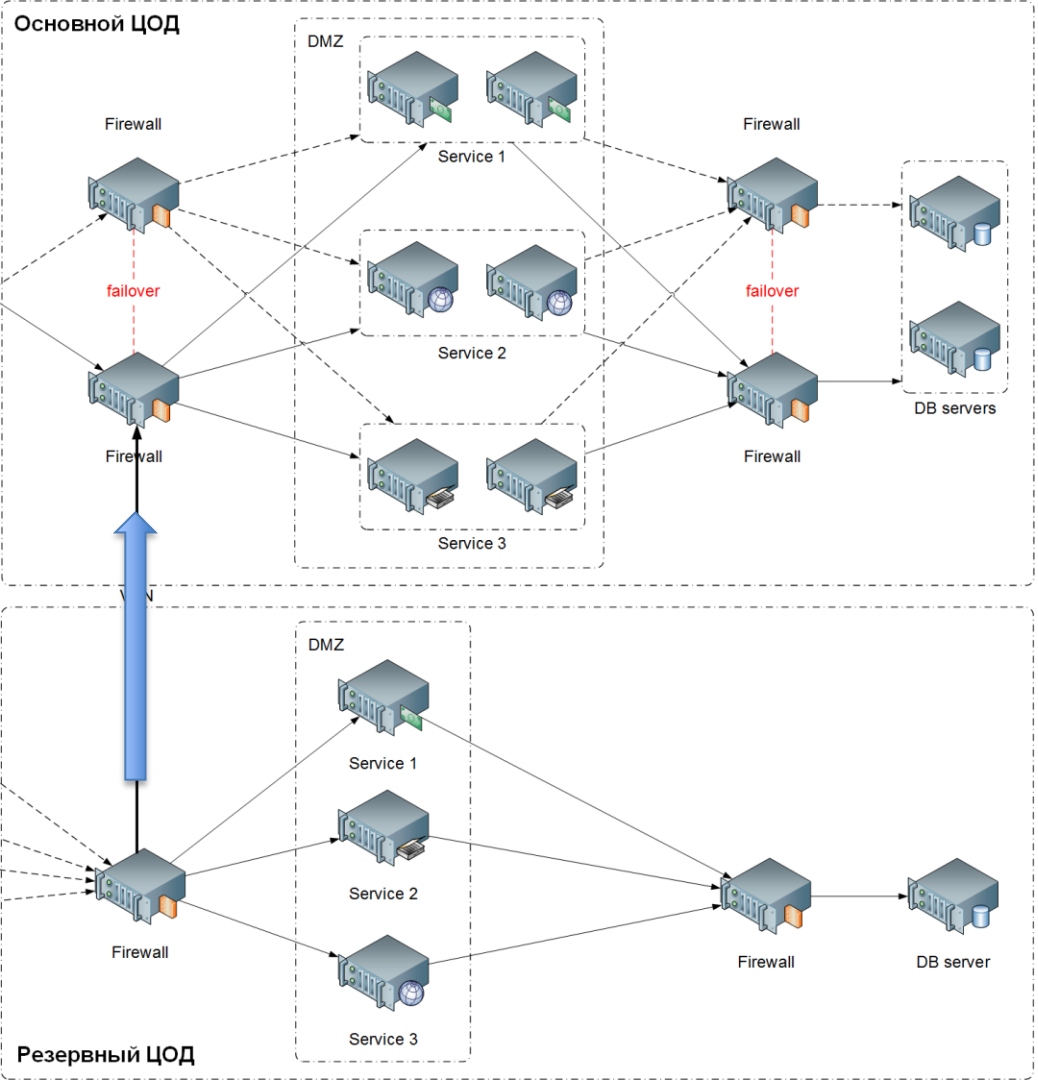 Основной ЦОД
DMZ
Firewall
Firewall
Service 1
failover
failover
Service 2
DB servers
Firewall
Firewall
Service 3
DMZ
Service 1
Service 2
Firewall
Firewall
DB server
Service 3
Резервный ЦОД